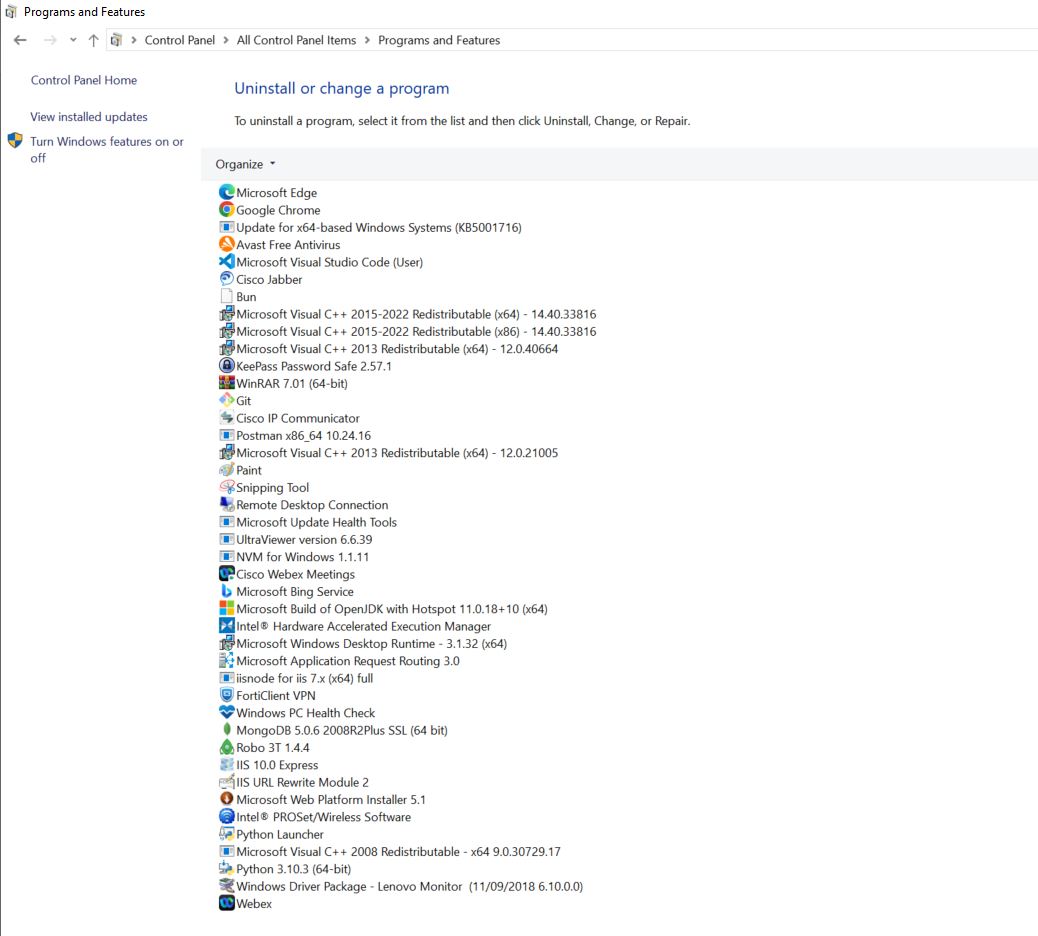 Programs and Features
Control Panel > All Control Panel Items > Programs and Features
Control Panel Home
View installed updates
Turn Windows features on or
off
Uninstall or change a program
To uninstall a program, select it from the list and then click Uninstall, Change, or Repair.
Organize
Microsoft Edge
Google Chrome
Update for x64-based Windows Systems (KB5001716)
Avast Free Antivirus
Microsoft Visual Studio Code (User)
Cisco Jabber
Bun
Microsoft Visual C++ 2015-2022 Redistributable (x64) - 14.40.33816
Microsoft Visual C++ 2015-2022 Redistributable (x86) - 14.40.33816
Microsoft Visual C++ 2013 Redistributable (x64) - 12.0.40664
KeePass Password Safe 2.57.1
WinRAR 7.01 (64-bit)
Git
Cisco IP Communicator
Postman x86_64 10.24.16
Microsoft Visual C++ 2013 Redistributable (x64) - 12.0.21005
Paint
Snipping Tool
Remote Desktop Connection
Microsoft Update Health Tools
UltraViewer version 6.6.39
NVM for Windows 1.1.11
Cisco Webex Meetings
Microsoft Bing Service
Microsoft Build of OpenJDK with Hotspot 11.0.18+10 (x64)
Intel® Hardware Accelerated Execution Manager
Microsoft Windows Desktop Runtime - 3.1.32 (x64)
Microsoft Application Request Routing 3.0
iisnode for iis 7.x (x64) full
FortiClient VPN
Windows PC Health Check
MongoDB 5.0.6 2008R2Plus SSL (64 bit)
Robo 3T 1.4.4
IIS 10.0 Express
IIS URL Rewrite Module 2
Microsoft Web Platform Installer 5.1
Intel® PROSet/Wireless Software
Python Launcher
Microsoft Visual C++ 2008 Redistributable - x64 9.0.30729.17
Python 3.10.3 (64-bit)
Windows Driver Package - Lenovo Monitor  (11/09/2018 6.10.0.0)
Webex